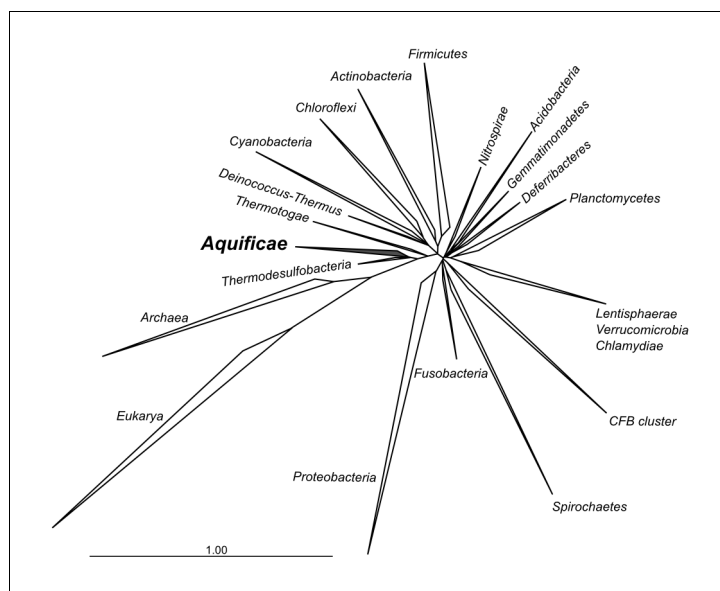 Firmicutes
Actinobacteria
Chloroflexi
Cyanobacteria
Deinococcus-Thermus
Thermotogae
Aquificae
Thermodesulfobacteria
Archaea
Eukarya
Proteobacteria
Fusobacteria
Nitrospirae
Acidobacteria
Gemmatimonadetes
Deferribacteres
Planctomycetes
Lentisphaerae
Verrucomicrobia
Chlamydiae
CFB cluster
Spirochaetes
1.00